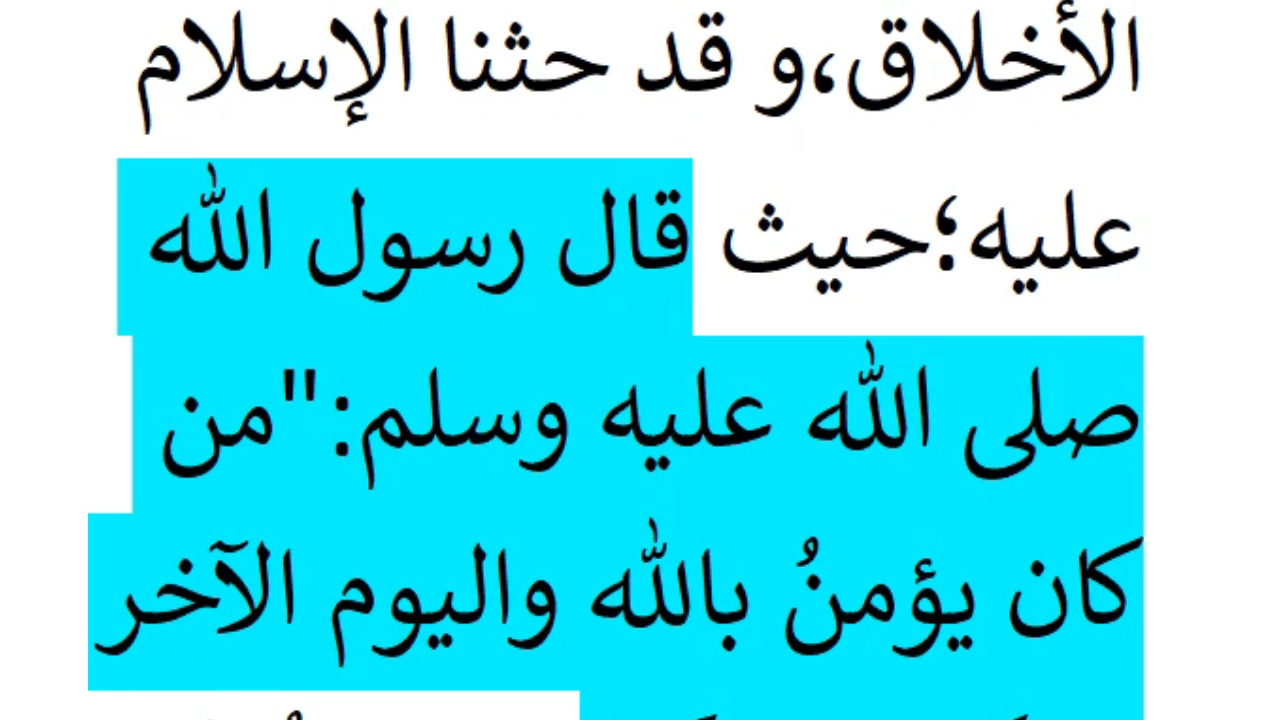 الأخلاق،و قد حثنا الإسلام
عليه؛حيث قال رسول الله
صلى الله عليه وسلم:"من
كان يؤمنُ بالله واليوم الآخر